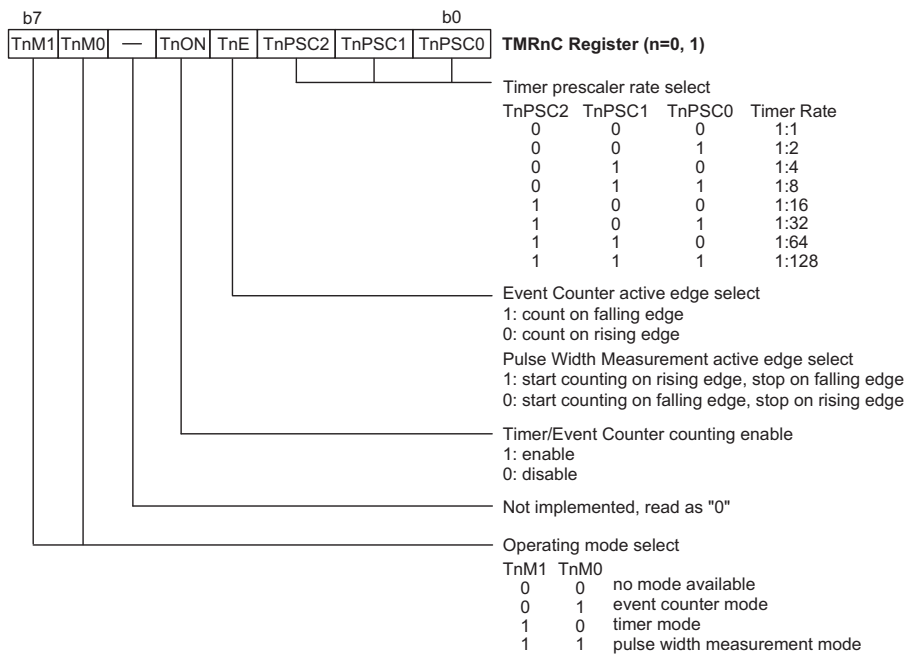 b7 b0
TnM1 TnM0 — TnON TnE TnPSC2 TnPSC1 TnPSC0 TMRnC Register (n=0, 1)
Timer prescaler rate select
TnPSC2 TnPSC1 TnPSC0 Timer Rate
0 0 0 1:1
0 0 1 1:2
0 1 0 1:4
0 1 1 1:8
1 0 0 1:16
1 0 1 1:32
1 1 0 1:64
1 1 1 1:128
Event Counter active edge select
1: count on falling edge
0: count on rising edge
Pulse Width Measurement active edge select
1: start counting on rising edge, stop on falling edge
0: start counting on falling edge, stop on rising edge
Timer/Event Counter counting enable
1: enable
0: disable
Not implemented, read as "0"
Operating mode select
TnM1 TnM0
0 0 no mode available
0 1 event counter mode
1 0 timer mode
1 1 pulse width measurement mode